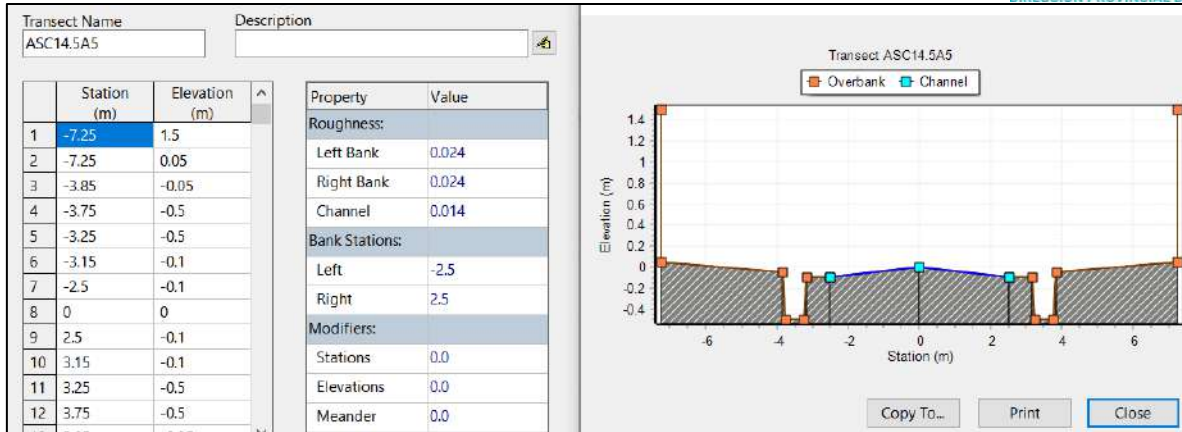 Transect Name Description
ASC14.5A5
Station (m) Elevation (m)
1 -7.25 1.5
2 -7.25 0.05
3 -3.85 -0.05
4 -3.75 -0.5
5 -3.25 -0.5
6 -3.15 -0.1
7 -2.5 -0.1
8 0 0
9 2.5 -0.1
10 3.15 -0.1
11 3.25 -0.5
12 3.75 -0.5
Property Value
Roughness:
Left Bank 0.024
Right Bank 0.024
Channel 0.014
Bank Stations:
Left -2.5
Right 2.5
Modifiers:
Stations 0.0
Elevations 0.0
Meander 0.0
Transect ASC14.5A5
Overbank Channel
Elevation (m)
1.4
1.2
1
0.8
0.6
0.4
0.2
0
-0.2
-0.4
-6 -4 -2 0 2 4 6
Station (m)
Copy To... Print Close